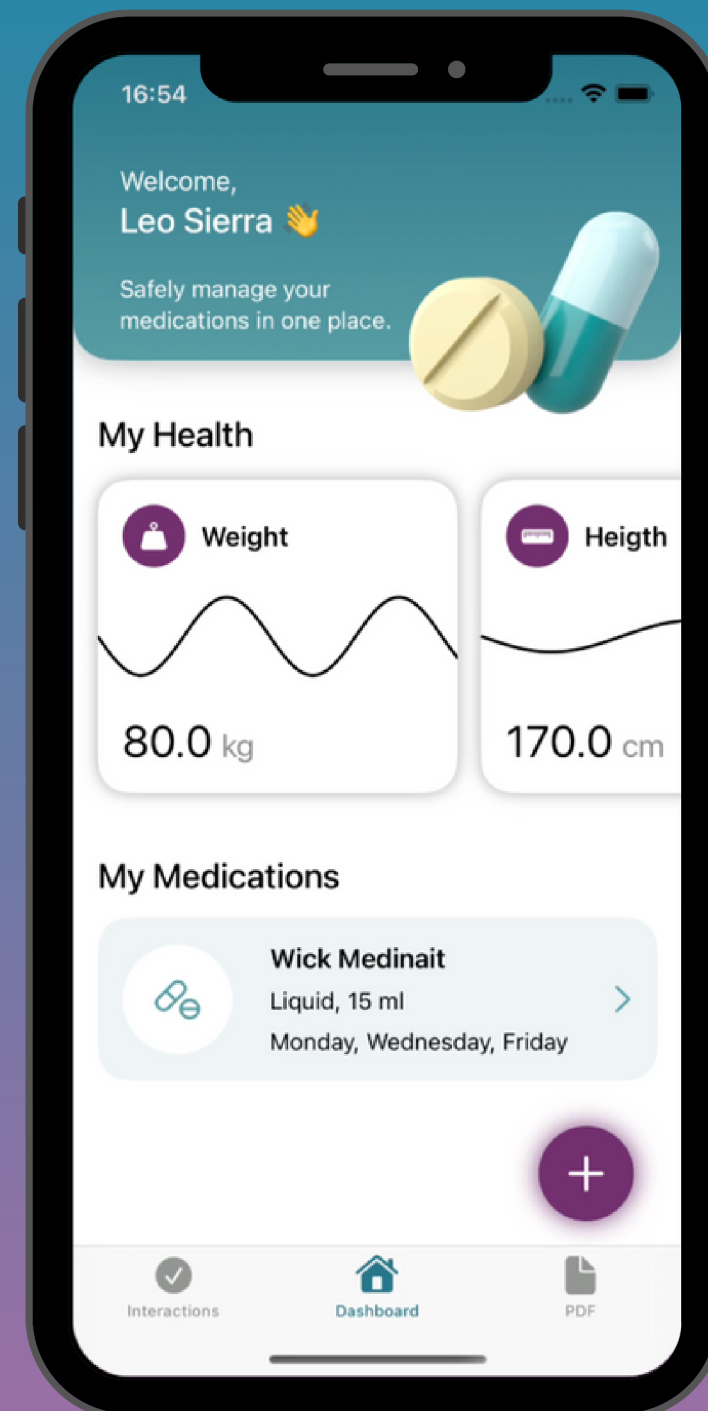 16:54
Welcome,
Leo Sierra 👋
Safely manage your
medications in one place.
My Health
Weight
80.0 kg
Heigth
170.0 cm
My Medications
Wick Medinait
Liquid, 15 ml
Monday, Wednesday, Friday
Interactions
Dashboard
PDF